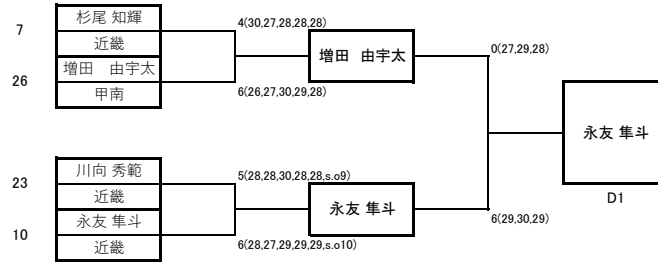 7
杉尾 知輝
近畿
4(30,27,28,28,28)
増田　由宇太
0(27,29,28)
26
増田　由宇太
甲南
6(26,27,30,29,28)
永友 隼斗
D1
23
川向 秀範
近畿
5(28,28,30,28,28,s.o9)
永友 隼斗
6(29,30,29)
10
永友 隼斗
近畿
6(28,27,29,29,29,s.o10)